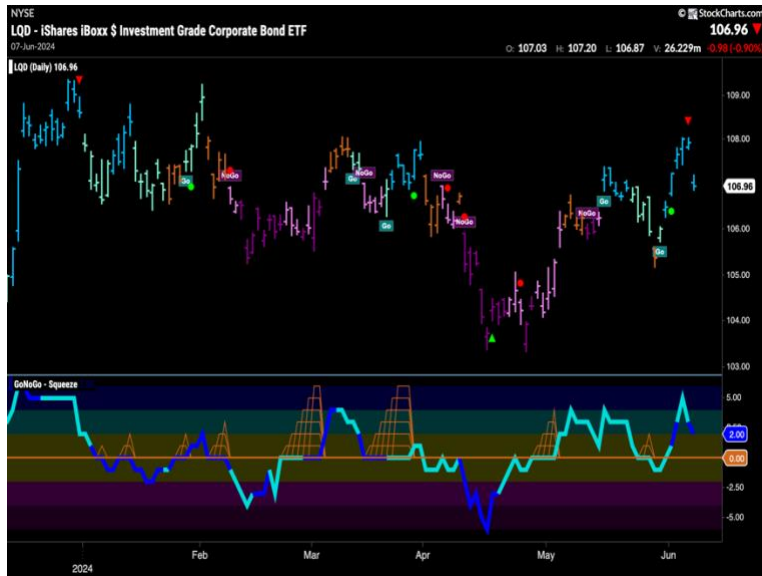 NYSE
© StockCharts.com
LQD - iShares iBoxx $ Investment Grade Corporate Bond ETF
106.96
07-Jun-2024
O: 107.03 H: 107.20 L: 106.87 V: 26.229m -0.98 (-0.90%)
LQD (Daily) 106.96
109.00
108.00
NoGo
NoGo
NoGo
Go
Go
106.96
Go
NoGo
Go
NoGo
106.00
Go
105.00
104.00
103.00
GoNoGo - Squeeze
5.00
2.00
0.00
-2.50
-5.00
Feb
Mar
Apr
May
Jun
2024